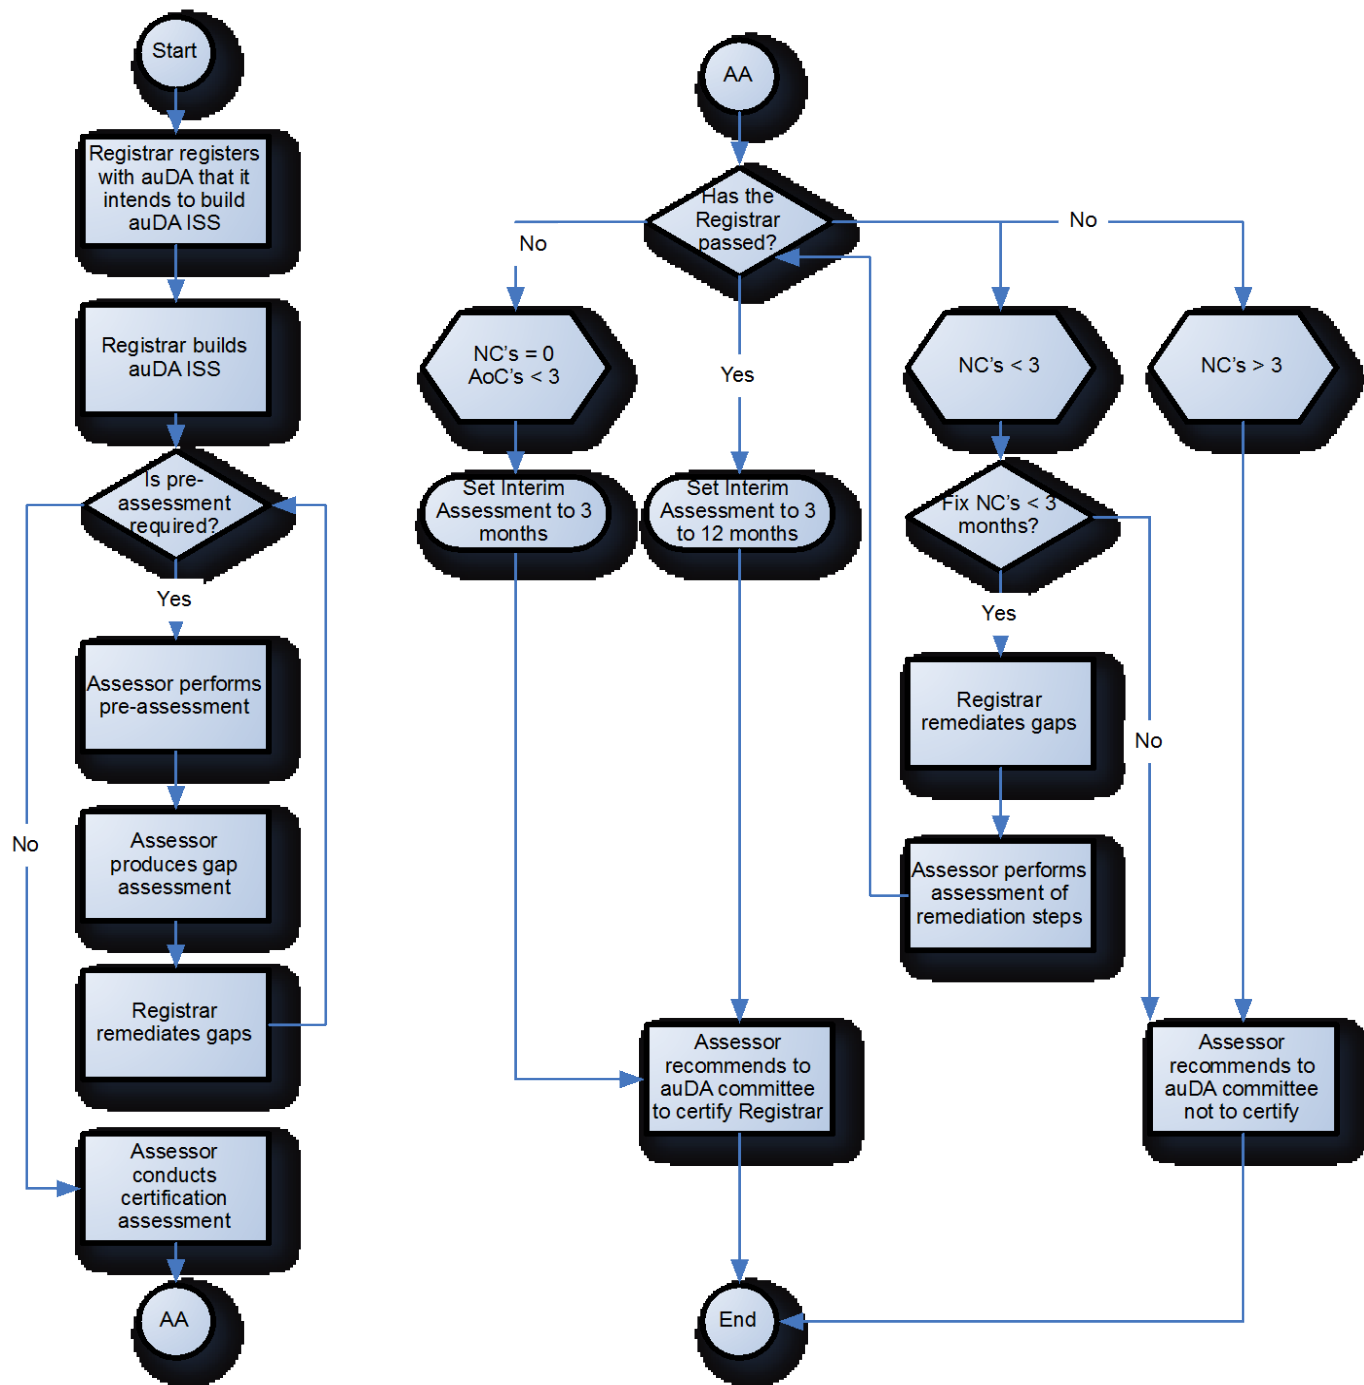 Start
Registrar registers
with auDA that it
intends to build
auDA ISS
Registrar builds
auDA ISS
Is pre-
assessment
required?
Yes
No
Assessor performs
pre-assessment
Assessor
produces gap
assessment
Registrar
remediates gaps
Assessor
conducts
certification
assessment
AA
AA
Has the
Registrar
passed?
No
Yes
No
NC's = 0
AoC's < 3
Set Interim
Assessment to 3
months
Set Interim
Assessment to 3
to 12 months
NC's < 3
NC's > 3
Fix NC's < 3
months?
Yes
No
Registrar
remediates gaps
Assessor performs
assessment of
remediation steps
Assessor
recommends to
auDA committee
to certify Registrar
Assessor
recommends to
auDA committee
not to certify
End